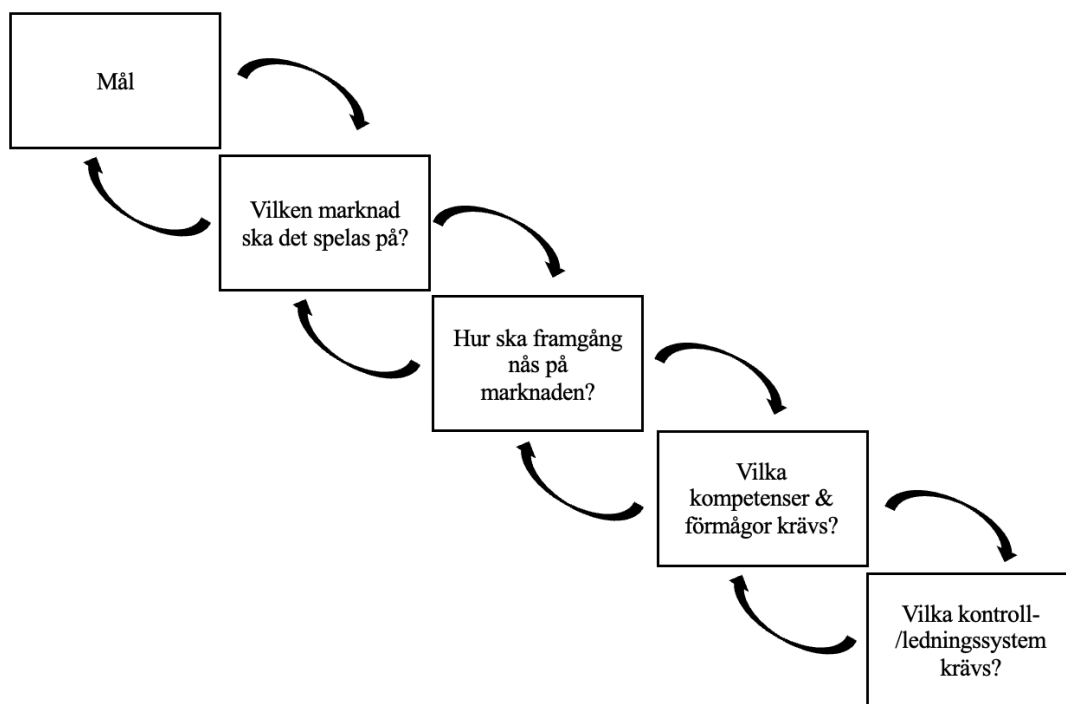 Mål
Vilken marknad
ska det spelas på?
Hur ska framgång
nås på
marknaden?
Vilka
kompetenser &
förmågor krävs?
Vilka kontroll-
/ledningssystem
krävs?